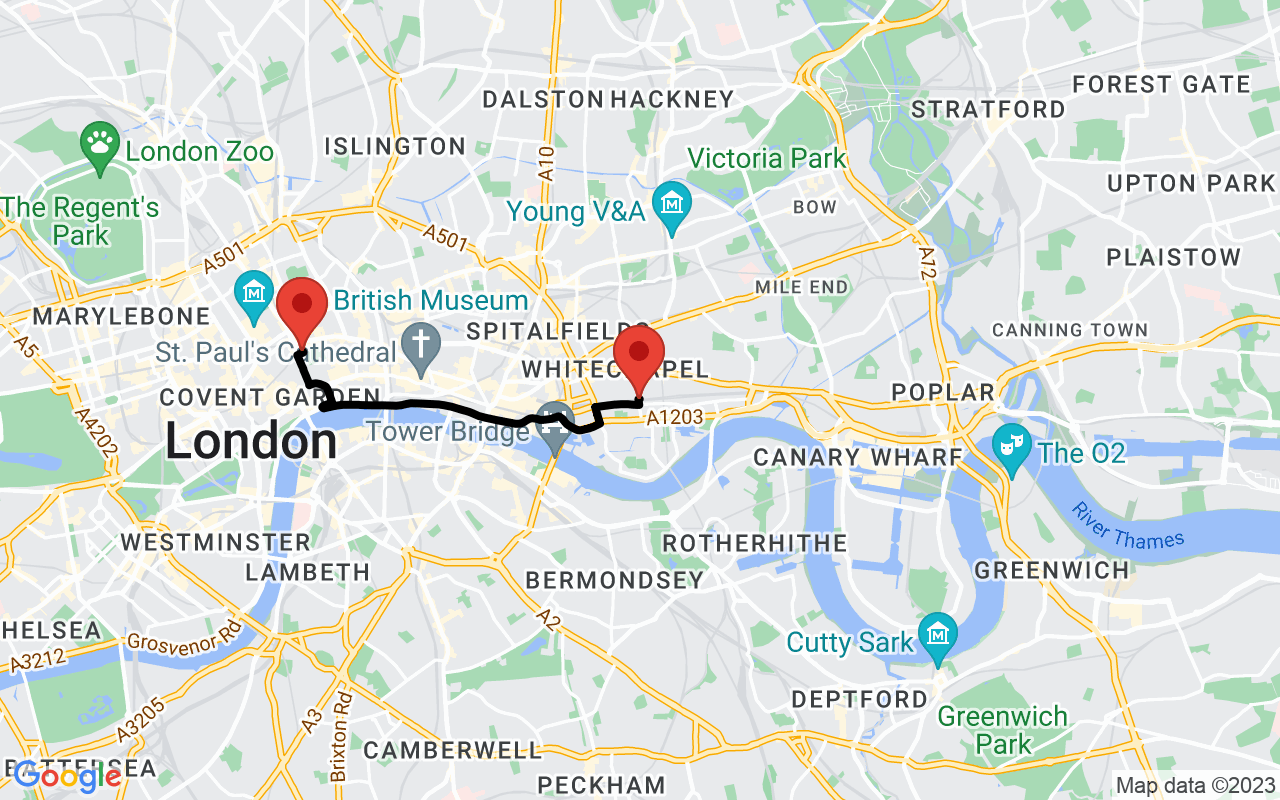 FOREST GATE
DALSTON
HACKNEY
STRATFORD
ISLINGTON
London Zoo
A10
Victoria Park
UPTON PARK
The Regent's
Park
Young V&A
BOW
A501
A501
A72
PLAISTOW
MILE END
British Museum
MARYLEBONE
SPITALFIELDS
CANNING TOWN
A5
St. Paul's Cathedral
WHITECHAPEL
POPLAR
COVENT GARDEN
A4202
A1203
Tower Bridge
London
CANARY WHARF
The O2
River Thames
WESTMINSTER
ROTHERHITHE
LAMBETH
BERMONDSEY
GREENWICH
HELSEA
Grosvenor Rd
A3212
A2
Cutty Sark
DEPTFORD
A3205
A3
Brixton Rd
Greenwich
Park
CAMBERWELL
BATTERSEA
Google
PECKHAM
Map data ©2023